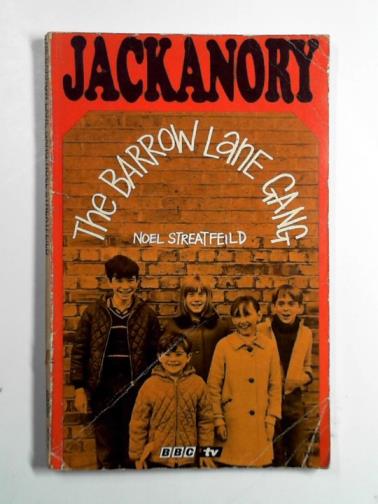 JACKANORY
The BARROW LANE GANG
NOEL STREATFEILD
BBC tv